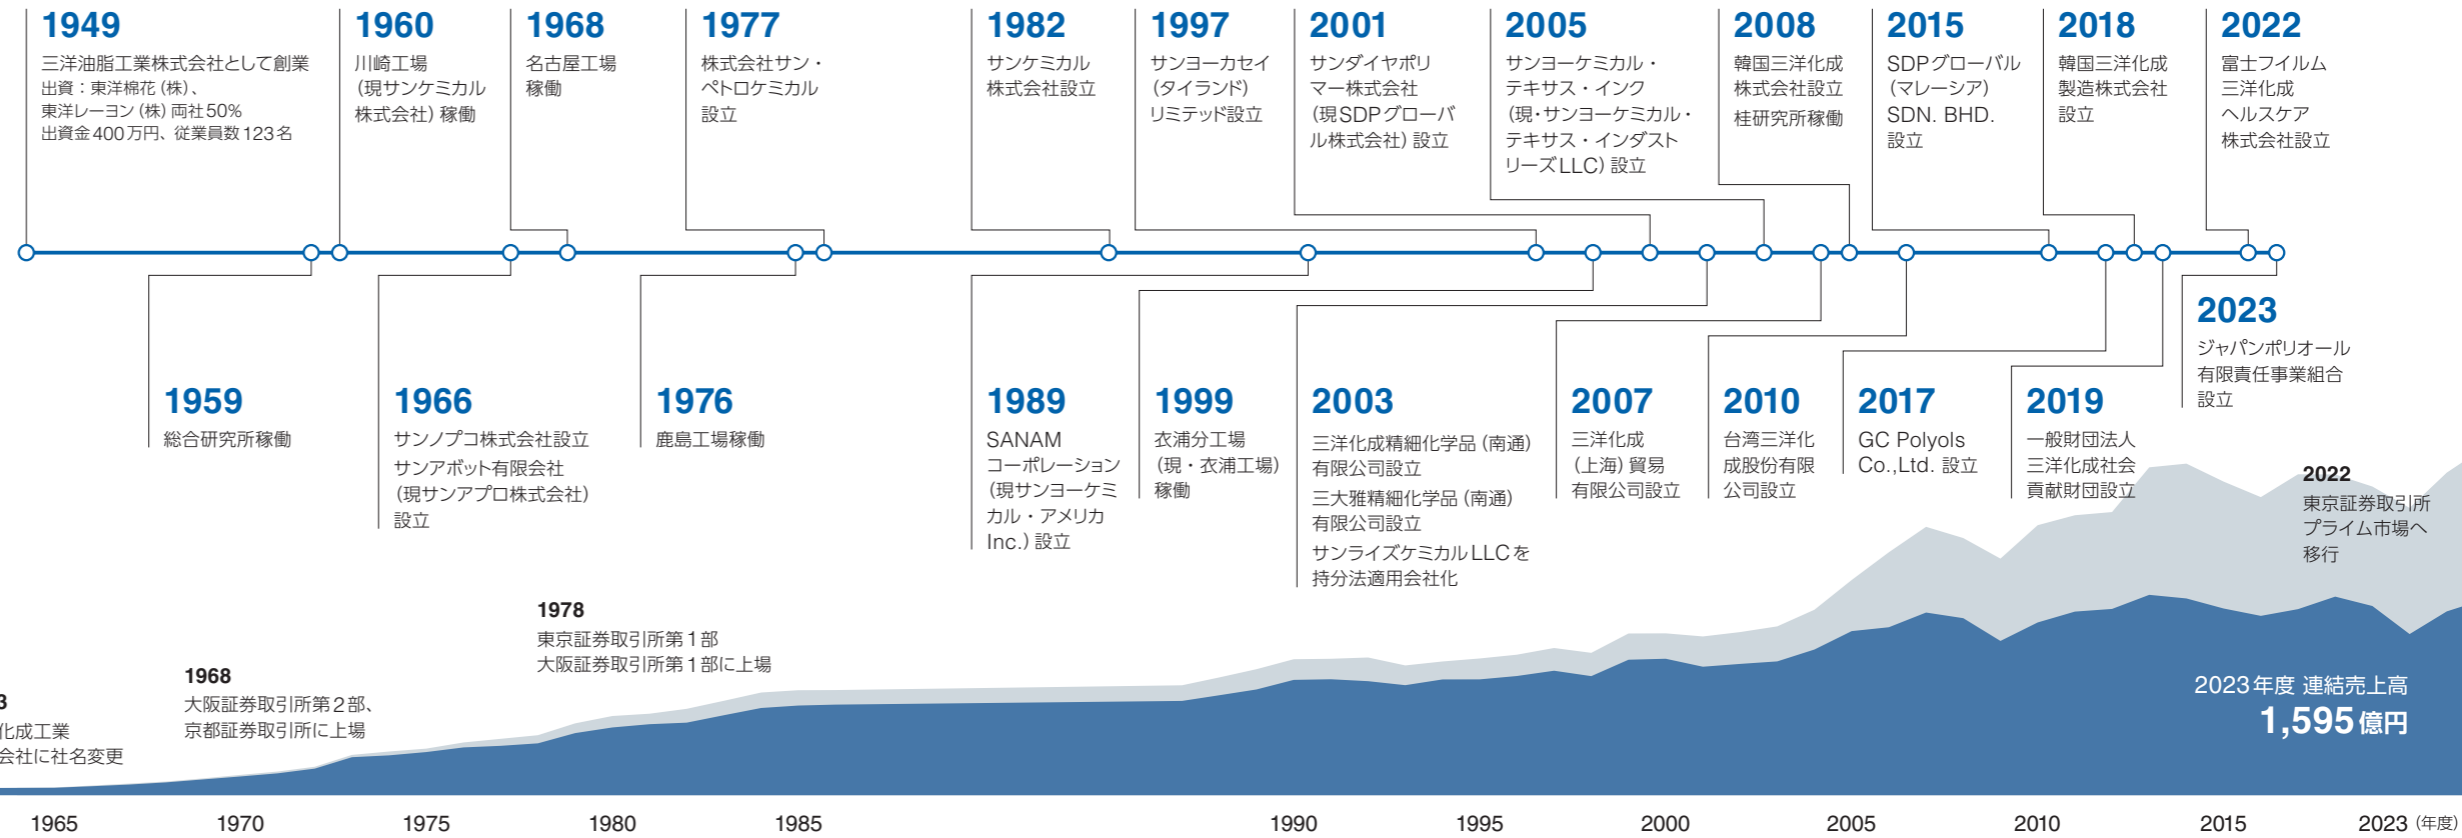 1949
三洋油脂工業株式会社として創業
出資：東洋棉花（株）、
東洋レーヨン（株）両社50%
出資金400万円、従業員数123名
1960
川崎工場
（現サンケミカル
株式会社）稼働
1968
名古屋工場
稼働
1977
株式会社サン・
ペトロケミカル
設立
1982
サンケミカル
株式会社設立
1997
サンヨーカセイ
（タイランド）
リミテッド設立
2001
サンダイヤポリ
マー株式会社
（現SDPグローバ
ル株式会社）設立
2005
サンヨーケミカル・
テキサス・インク
（現・サンヨーケミカル・
テキサス・インダスト
リーズLLC）設立
2008
韓国三洋化成
株式会社設立
桂研究所稼働
2015
SDPグローバル
（マレーシア）
SDN. BHD.
設立
2018
韓国三洋化成
製造株式会社
設立
2022
富士フイルム
三洋化成
ヘルスケア
株式会社設立
1959
総合研究所稼働
1966
サンノプコ株式会社設立
サンアボット有限会社
（現サンアプロ株式会社）
設立
1976
鹿島工場稼働
1989
SANAM
コーポレーション
（現サンヨーケミ
カル・アメリカ
Inc.）設立
1999
衣浦分工場
（現・衣浦工場）
稼働
2003
三洋化成精細化学品（南通）
有限公司設立
三大雅精細化学品（南通）
有限公司設立
サンライズケミカルLLCを
持分法適用会社化
2007
三洋化成
（上海）貿易
有限公司設立
2010
台湾三洋化
成股份有限
公司設立
2017
GC Polyols
Co.,Ltd. 設立
2019
一般財団法人
三洋化成社会
貢献財団設立
2023
ジャパンポリオール
有限責任事業組合
設立
3
化成工業
会社に社名変更
1968
大阪証券取引所第2部、
京都証券取引所に上場
1978
東京証券取引所第1部
大阪証券取引所第1部に上場
2022
東京証券取引所
プライム市場へ
移行
2023年度 連結売上高
1,595億円
1965 1970 1975 1980 1985 1990 1995 2000 2005 2010 2015 2023（年度）